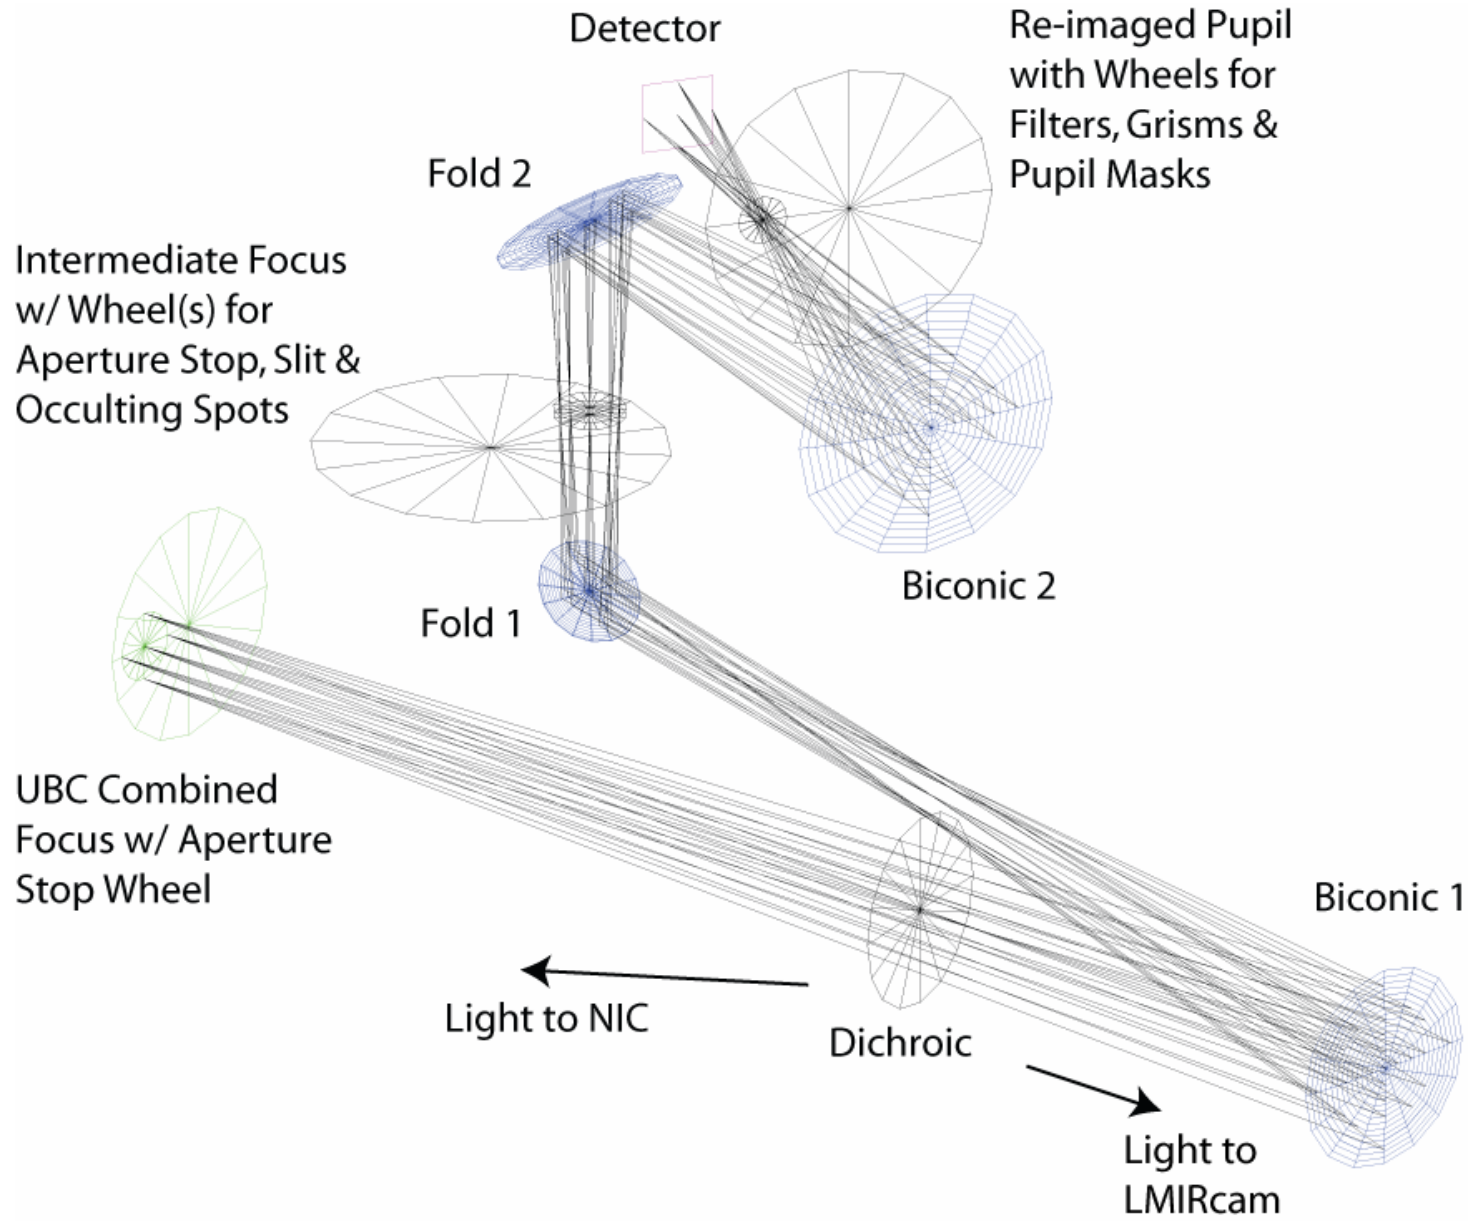 Detector
Re-imaged Pupil
with Wheels for
Filters, Grisms &
Pupil Masks
Fold 2
Intermediate Focus
w/ Wheel(s) for
Aperture Stop, Slit &
Occulting Spots
Biconic 2
Fold 1
UBC Combined
Focus w/ Aperture
Stop Wheel
Biconic 1
Light to NIC
Dichroic
Light to
LMIRcam